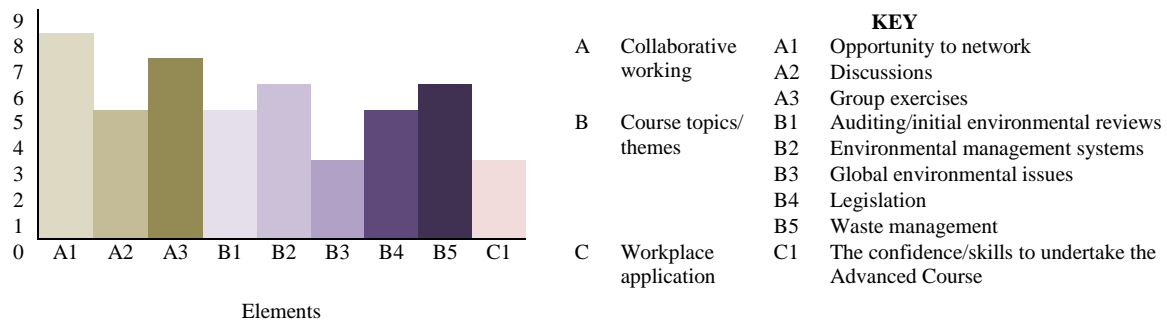 9
8
7
6
5
4
3
2
1
0
A1 A2 A3 B1 B2 B3 B4 B5 C1
Elements
KEY
A Collaborative A1 Opportunity to network
working A2 Discussions
A3 Group exercises
B Course topics/ B1 Auditing/initial environmental reviews
themes B2 Environmental management systems
B3 Global environmental issues
B4 Legislation
B5 Waste management
C Workplace C1 The confidence/skills to undertake the
application Advanced Course